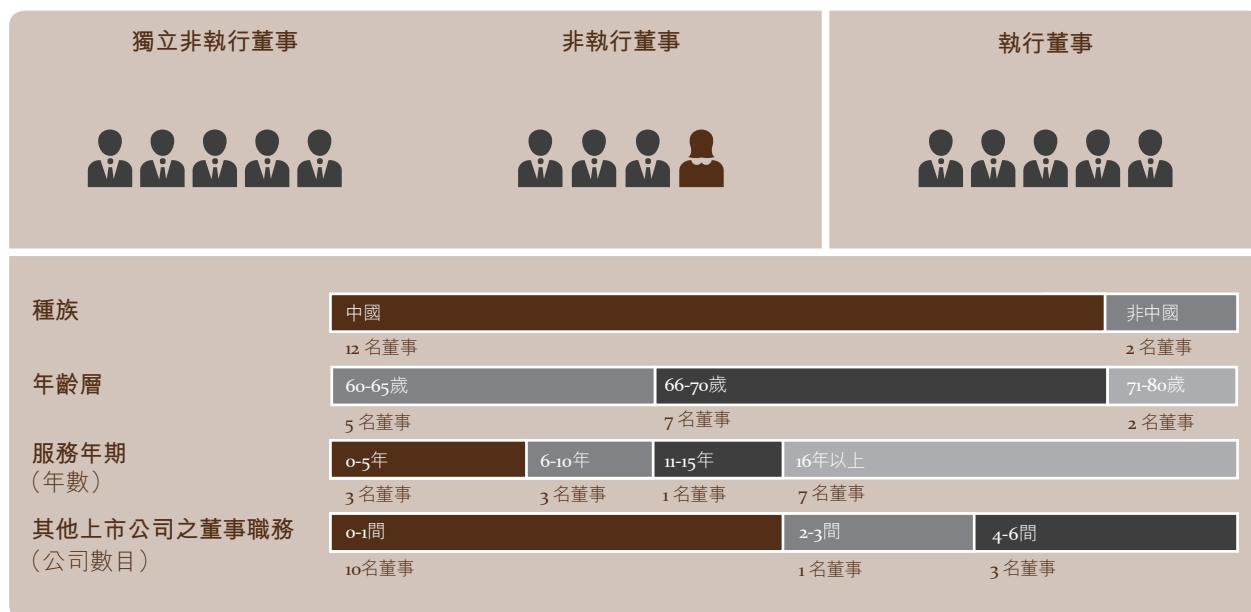 獨立非執行董事
非執行董事
執行董事
種族
中國
非中國
12 名董事
2 名董事
年齡層
60-65歲
66-70歲
71-80歲
5 名董事
7 名董事
2 名董事
服務年期
(年數)
0-5年
6-10年
11-15年
16年以上
3 名董事
3 名董事
1 名董事
7 名董事
其他上市公司之董事職務
(公司數目)
0-1間
2-3間
4-6間
10名董事
1 名董事
3 名董事